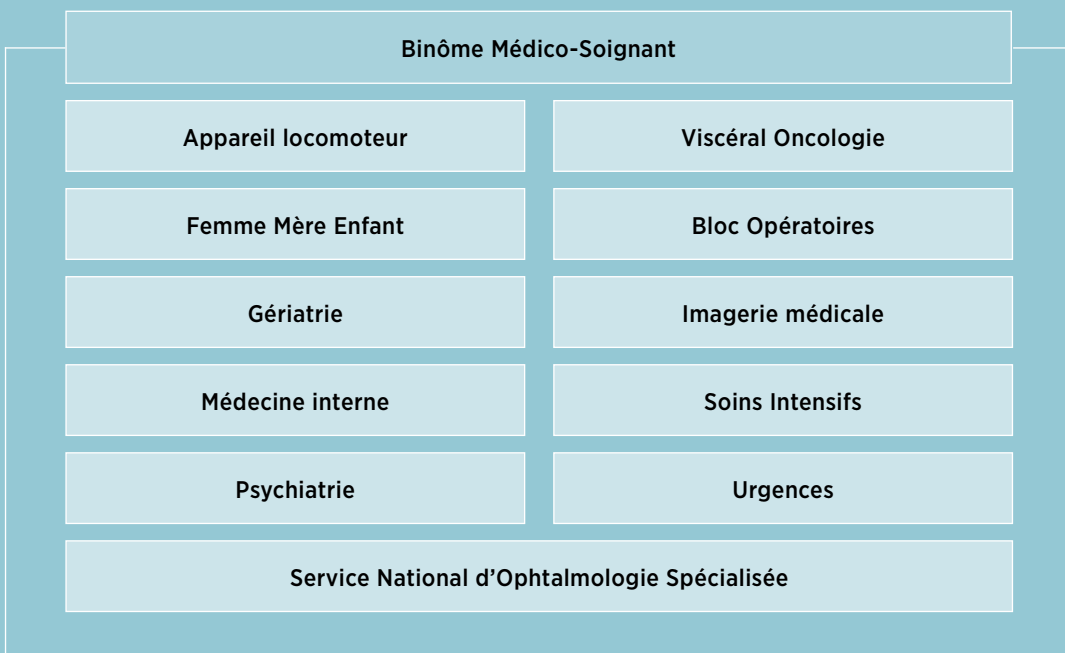 Binôme Médico-Soignant
Appareil locomoteur
Viscéral Oncologie
Femme Mère Enfant
Bloc Opératoires
Gériatrie
Imagerie médicale
Médecine interne
Soins Intensifs
Psychiatrie
Urgences
Service National d’Ophtalmologie Spécialisée